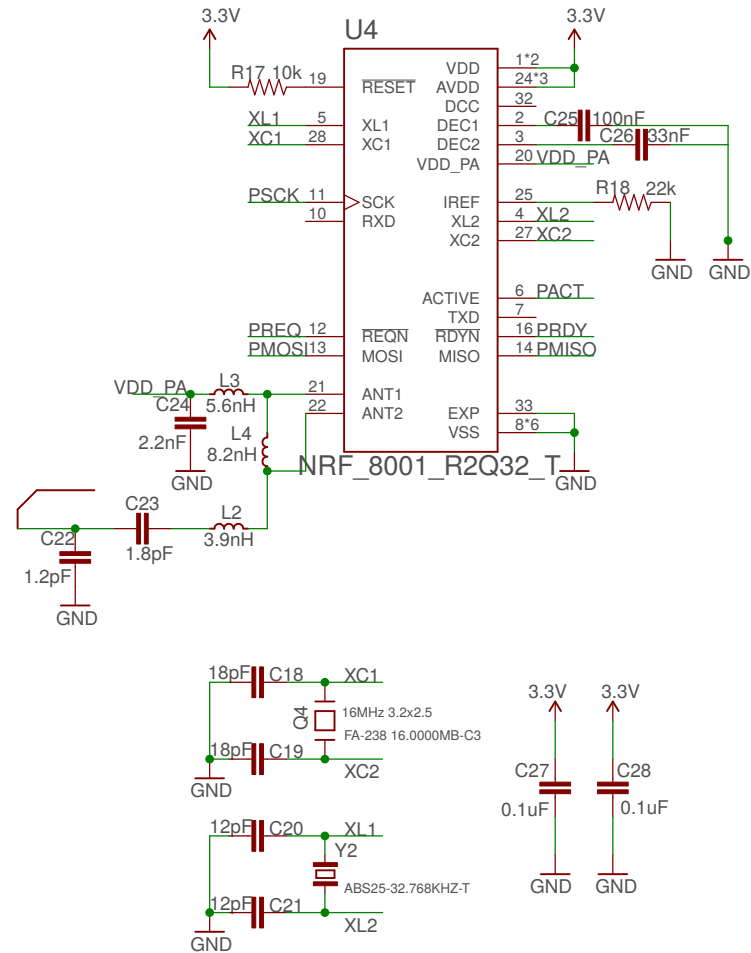 3.3V
3.3V
U4
R17 10k
19
RESET
VDD
1*2
AVDD
24*3
DCC
32
XL1
5
XL1
DEC1
2
C25
100nF
XC1
28
XC1
DEC2
3
C26
33nF
VDD_PA
20
VDD_PA
PSCK
11
SCK
IREF
25
R18
22k
10
RXD
XL2
4
XL2
XC2
27
XC2
GND
GND
ACTIVE
6
PACT
TXD
7
PREQ
12
REQN
RDYN
16
PRDY
PMOSI
13
MOSI
MISO
14
PMISO
VDD_PA
L3
5.6nH
21
ANT1
C24
2.2nF
22
ANT2
EXP
33
L4
8.2nH
VSS
8*6
GND
NRF_8001_R2Q32_T
GND
C23
1.8pF
L2
3.9nH
C22
1.2pF
GND
18pF
C18
XC1
Q4
16MHz 3.2x2.5
FA-238 16.0000MB-C3
18pF
C19
XC2
GND
3.3V
3.3V
C27
0.1uF
C28
0.1uF
GND
GND
12pF
C20
XL1
Y2
ABS25-32.768KHZ-T
12pF
C21
XL2
GND